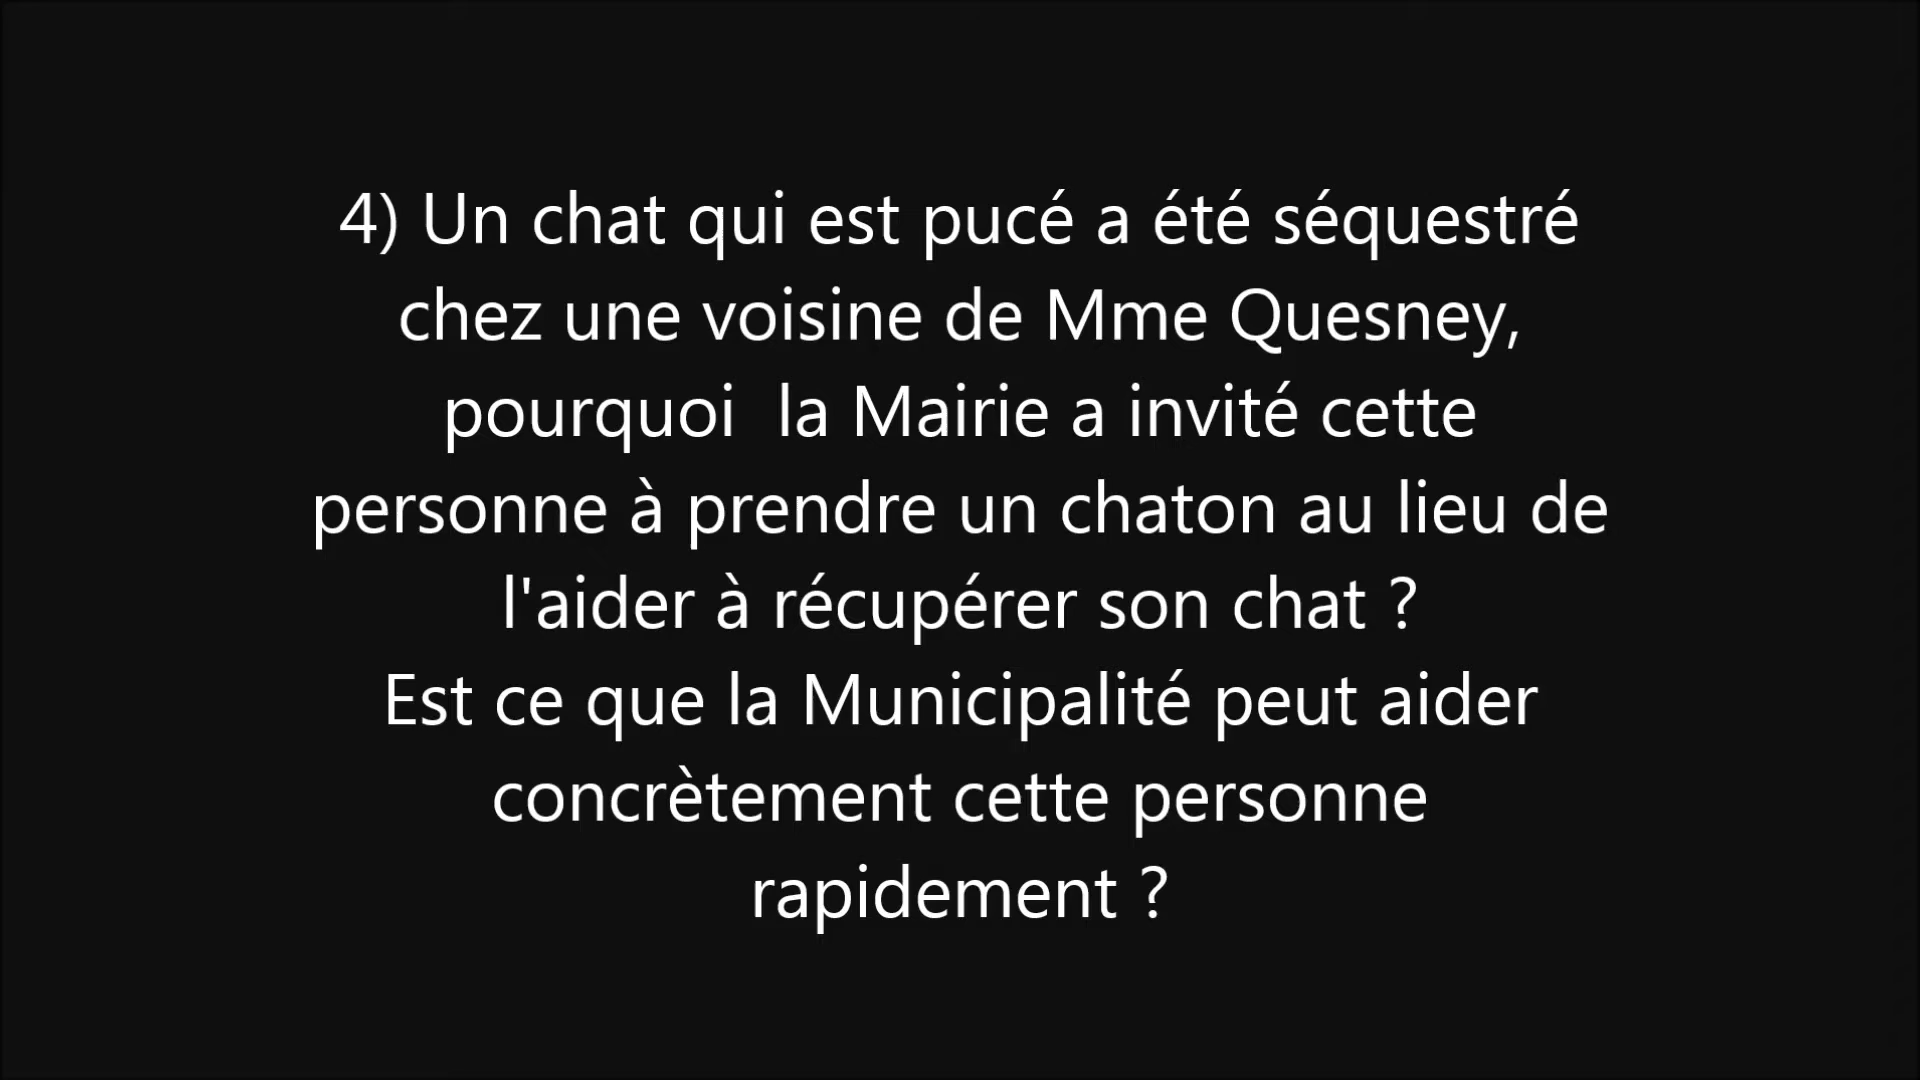 4) Un chat qui est pucé a été séquestré
chez une voisine de Mme Quesney,
pourquoi  la Mairie a invité cette
personne à prendre un chaton au lieu de
l'aider à récupérer son chat ?
Est ce que la Municipalité peut aider
concrètement cette personne
rapidement ?